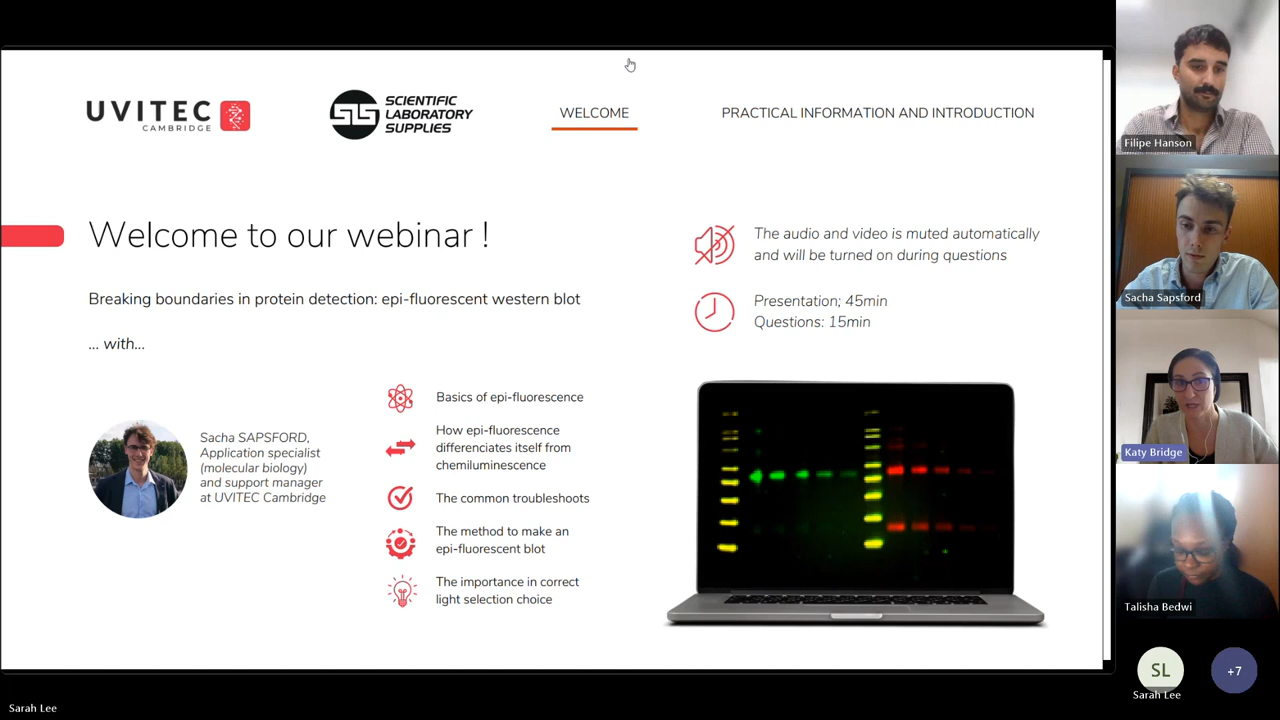 UVITEC
CAMBRIDGE
SLS
SCIENTIFIC
LABORATORY
SUPPLIES
WELCOME
PRACTICAL INFORMATION AND INTRODUCTION
Welcome to our webinar !
Breaking boundaries in protein detection: epi-fluorescent western blot
... with...
Sacha SAPSFORD,
Application specialist
(molecular biology)
and support manager
at UVITEC Cambridge
Basics of epi-fluorescence
How epi-fluorescence
differenciates itself from
chemiluminescence
The common troubleshoots
The method to make an
epi-fluorescent blot
The importance in correct
light selection choice
The audio and video is muted automatically
and will be turned on during questions
Presentation; 45min
Questions: 15min
Filipe Hanson
Sacha Sapsford
Katy Bridge
Talisha Bedwi
SL
Sarah Lee
+7
Sarah Lee